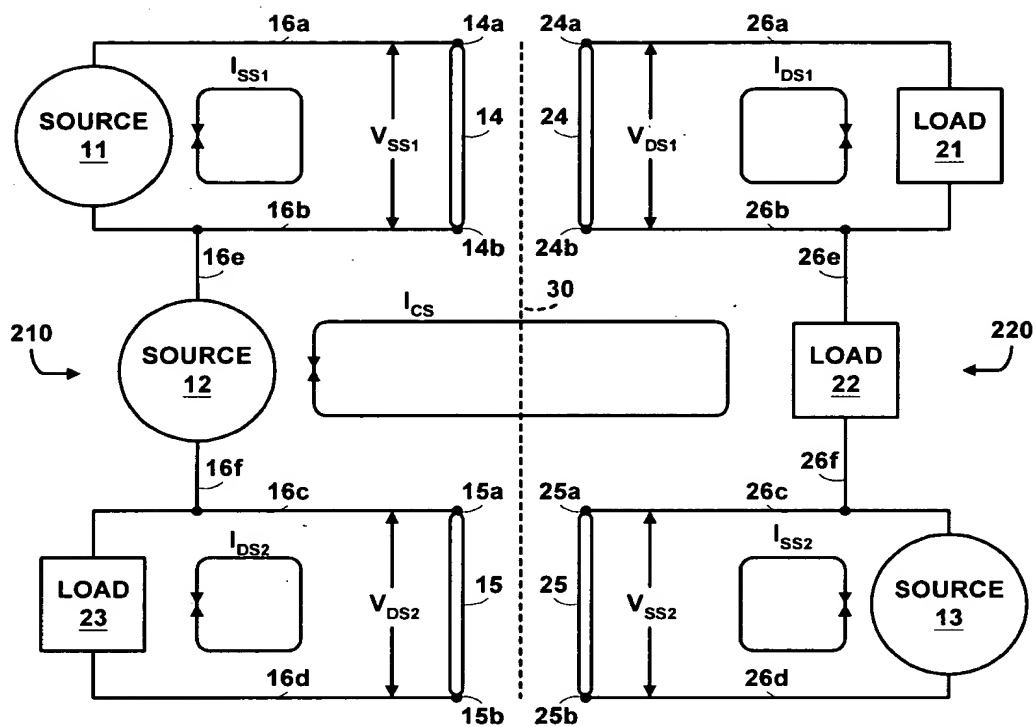 16a 14a 24a 26a
I_SS1 I_DS1
SOURCE
11
V_SS1 14 24 V_DS1
LOAD
21
16b 14b 24b 26b
16e 30 26e
I_CS
210 SOURCE
12
LOAD
22
220
16f 26f
16c 15a 25a 26c
I_DS2 I_SS2
LOAD
23
V_DS2 15 25 V_SS2
SOURCE
13
16d 15b 25b 26d